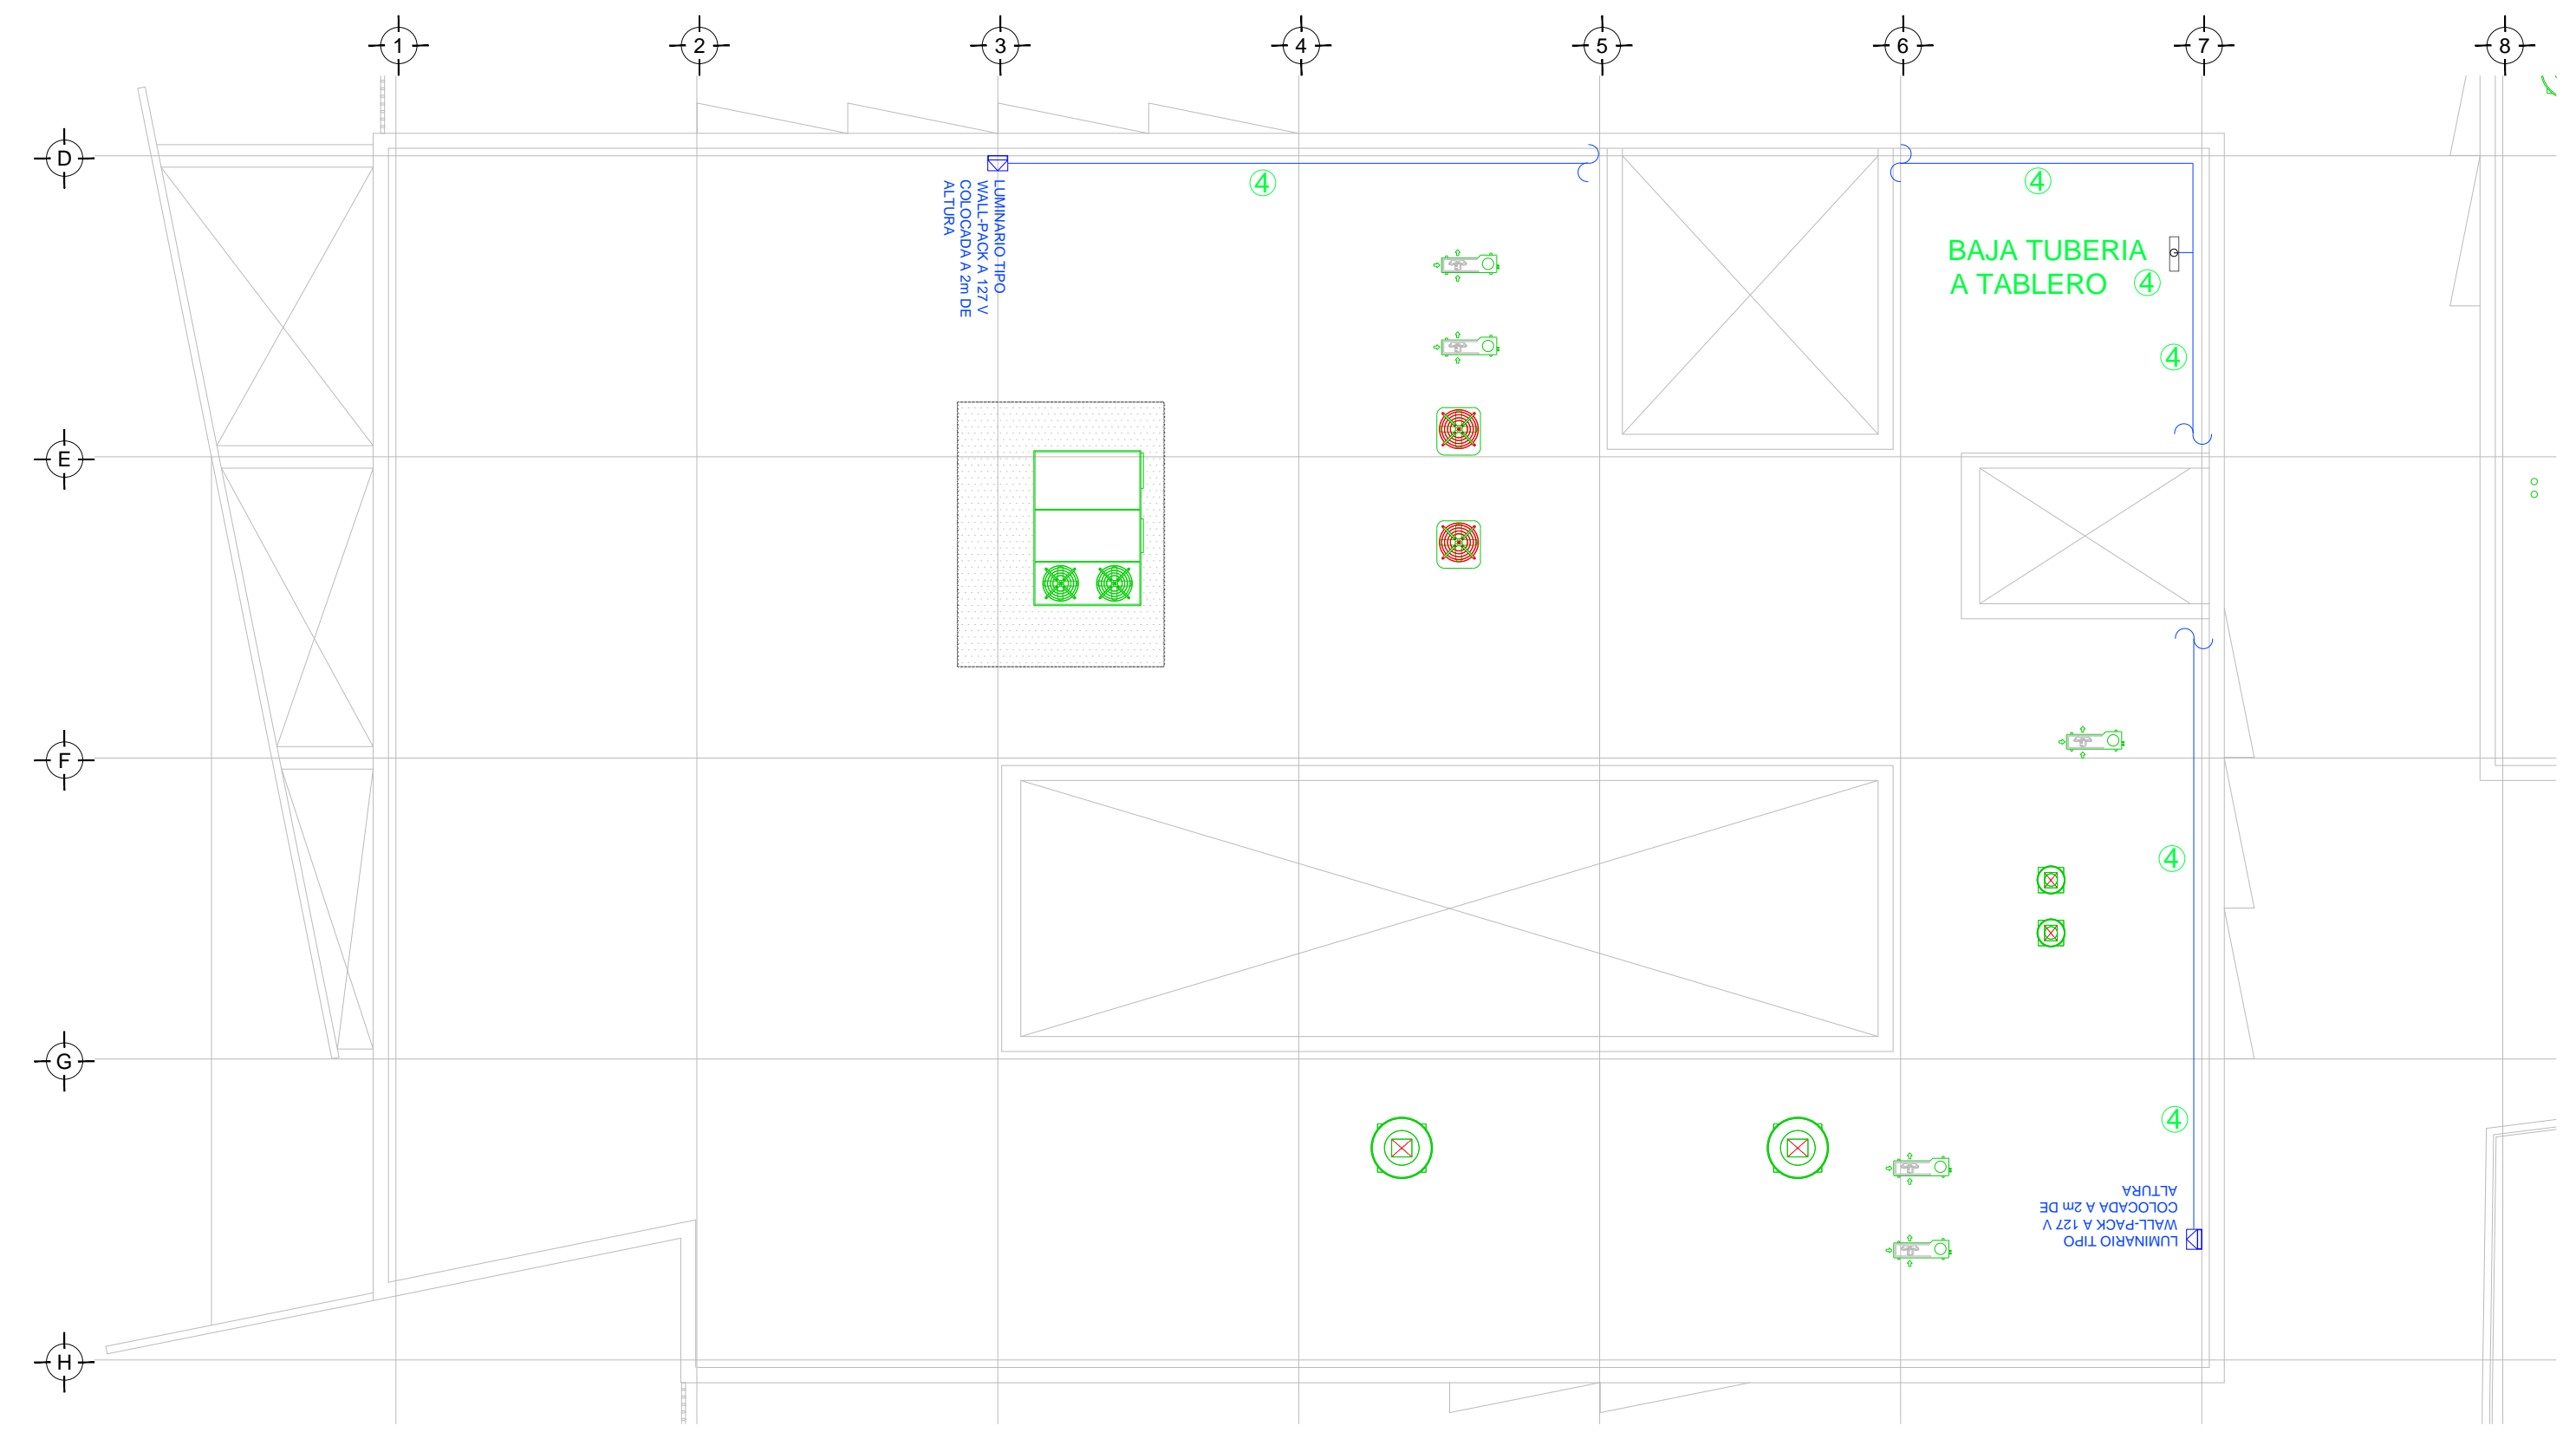 1 2 3 4 5 6 7 8
D
4
4
LUMINARIO TIPO
WALL-PACK A 127 V
COLOCADA A 2m DE
ALTURA
BAJA TUBERIA
A TABLERO 4
4
E
F
4
G
4
LUMINARIO TIPO
WALL-PACK A 127 V
COLOCADA A 2m DE
ALTURA
H